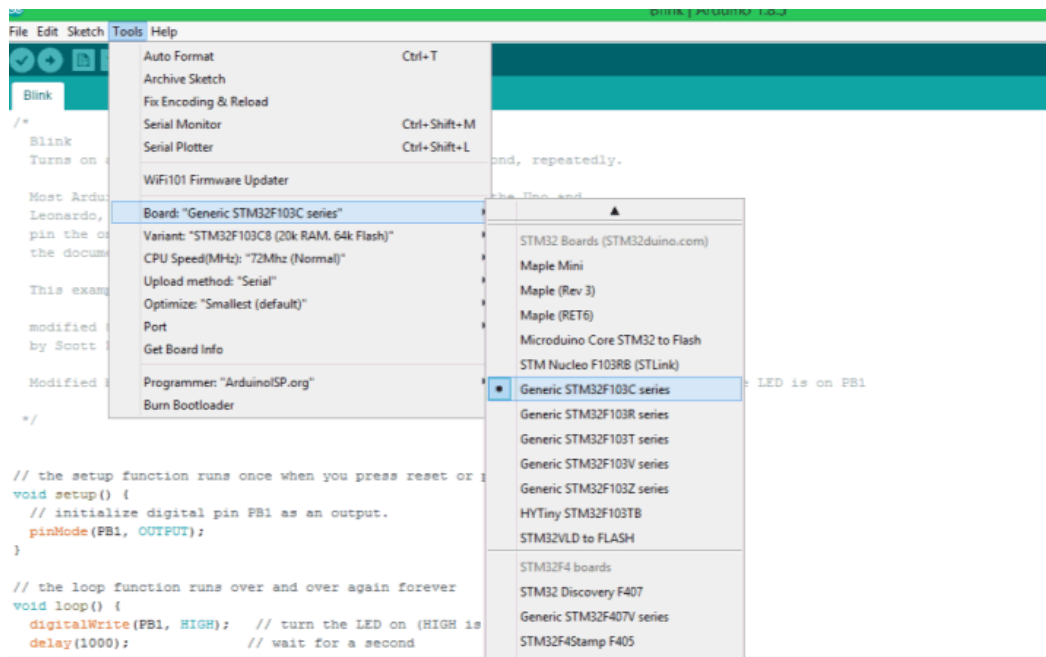 Blink | Arduino 1.8.5
File Edit Sketch Tools Help
Auto Format Ctrl+T
Archive Sketch
Fix Encoding & Reload
Serial Monitor Ctrl+Shift+M
Serial Plotter Ctrl+Shift+L
WiFi101 Firmware Updater
Board: "Generic STM32F103C series"
Variant: "STM32F103C8 (20k RAM. 64k Flash)"
CPU Speed(MHz): "72Mhz (Normal)"
Upload method: "Serial"
Optimize: "Smallest (default)"
Port
Get Board Info
Programmer: "ArduinoISP.org"
Burn Bootloader
STM32 Boards (STM32duino.com)
Maple Mini
Maple (Rev 3)
Maple (RET6)
Microduino Core STM32 to Flash
STM Nucleo F103RB (STLink)
Generic STM32F103C series
Generic STM32F103R series
Generic STM32F103T series
Generic STM32F103V series
Generic STM32F103Z series
HYTiny STM32F103TB
STM32VLD to FLASH
STM32F4 boards
STM32 Discovery F407
Generic STM32F407V series
STM32F4Stamp F405
Blink
/*
Blink
Turns on ond, repeatedly.
Most Ardu the Uno and
Leonardo,
pin the o
the docum
This exam
modified
by Scott
Modified LED is on PB1
*/
// the setup function runs once when you press reset or
void setup() {
// initialize digital pin PB1 as an output.
pinMode(PB1, OUTPUT);
}
// the loop function runs over and over again forever
void loop() {
digitalWrite(PB1, HIGH); // turn the LED on (HIGH is
delay(1000); // wait for a second